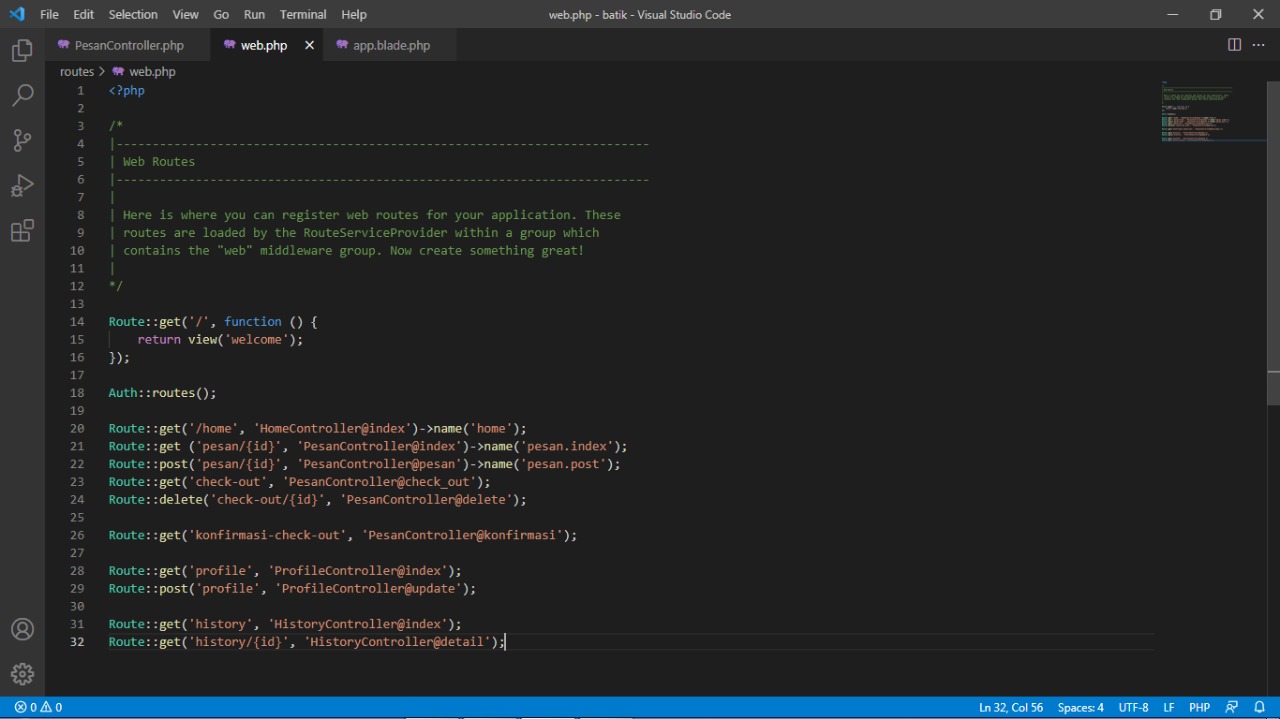 File Edit Selection View Go Run Terminal Help web.php - batik - Visual Studio Code
PesanController.php web.php app.blade.php
routes > web.php
1 <?php
2
3 /*
4 |--------------------------------------------------------------------------
5 | Web Routes
6 |--------------------------------------------------------------------------
7 |
8 | Here is where you can register web routes for your application. These
9 | routes are loaded by the RouteServiceProvider within a group which
10 | contains the "web" middleware group. Now create something great!
11 |
12 */
13
14 Route::get('/', function () {
15     return view('welcome');
16 });
17
18 Auth::routes();
19
20 Route::get('/home', 'HomeController@index')->name('home');
21 Route::get ('pesan/{id}', 'PesanController@index')->name('pesan.index');
22 Route::post('pesan/{id}', 'PesanController@pesan')->name('pesan.post');
23 Route::get('check-out', 'PesanController@check_out');
24 Route::delete('check-out/{id}', 'PesanController@delete');
25
26 Route::get('konfirmasi-check-out', 'PesanController@konfirmasi');
27
28 Route::get('profile', 'ProfileController@index');
29 Route::post('profile', 'ProfileController@update');
30
31 Route::get('history', 'HistoryController@index');
32 Route::get('history/{id}', 'HistoryController@detail');
0 0 Ln 32, Col 56 Spaces: 4 UTF-8 LF PHP